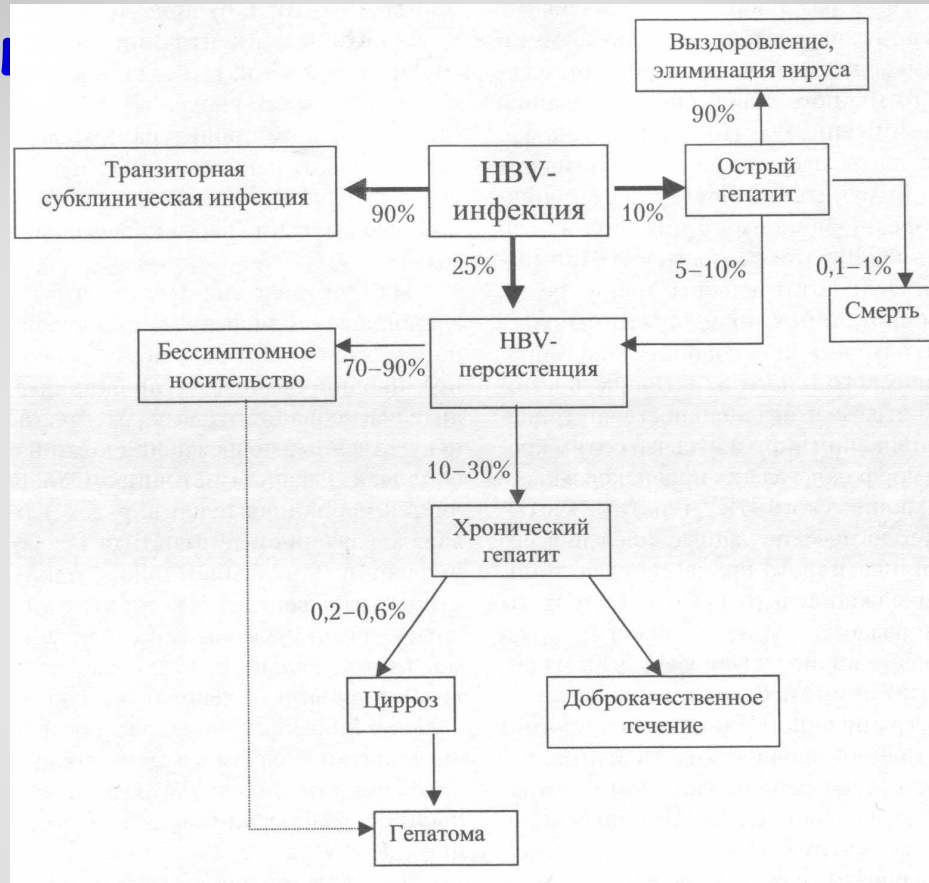 Выздоровление,
элиминация вируса
90%
Транзиторная
субклиническая инфекция
90%
HBV-
инфекция
10%
Острый
гепатит
25%
5–10%
0,1–1%
Смерть
Бессимптомное
носительство
70–90%
HBV-
персистенция
10–30%
Хронический
гепатит
0,2–0,6%
Цирроз
Доброкачественное
течение
Гепатома